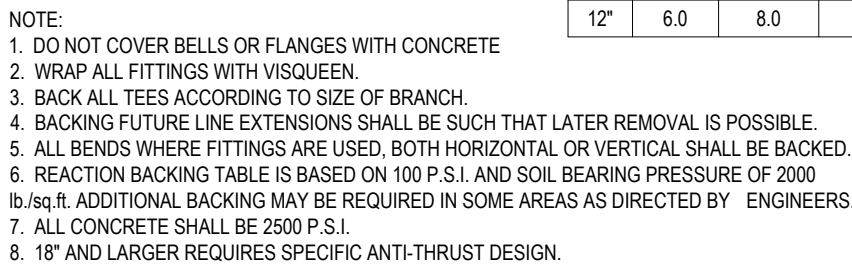 12" 6.0 8.0
NOTE:
1. DO NOT COVER BELLS OR FLANGES WITH CONCRETE
2. WRAP ALL FITTINGS WITH VISQUEEN.
3. BACK ALL TEES ACCORDING TO SIZE OF BRANCH.
4. BACKING FUTURE LINE EXTENSIONS SHALL BE SUCH THAT LATER REMOVAL IS POSSIBLE.
5. ALL BENDS WHERE FITTINGS ARE USED, BOTH HORIZONTAL OR VERTICAL SHALL BE BACKED.
6. REACTION BACKING TABLE IS BASED ON 100 P.S.I. AND SOIL BEARING PRESSURE OF 2000
lb./sq.ft. ADDITIONAL BACKING MAY BE REQUIRED IN SOME AREAS AS DIRECTED BY ENGINEERS.
7. ALL CONCRETE SHALL BE 2500 P.S.I.
8. 18" AND LARGER REQUIRES SPECIFIC ANTI-THRUST DESIGN.